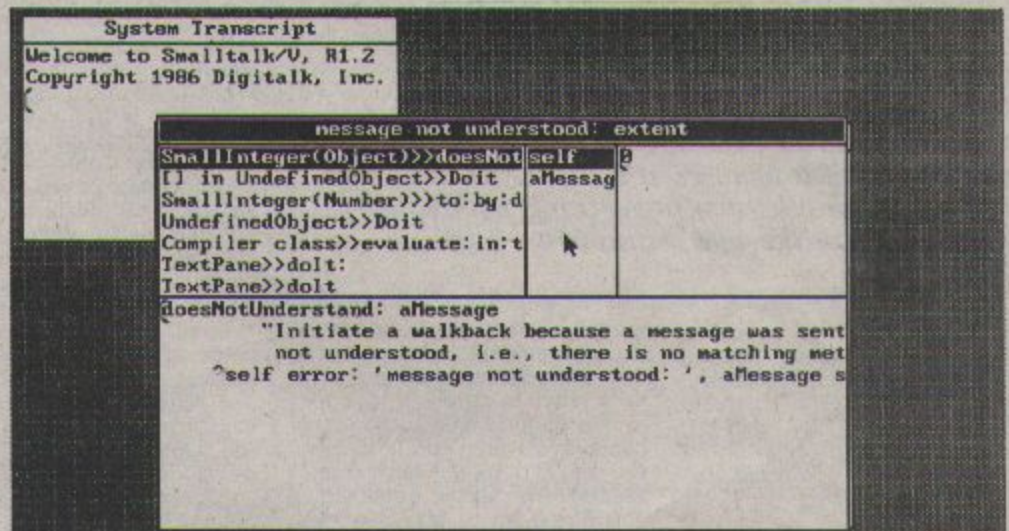 System Transcript
Welcome to Smalltalk/V, R1.2
Copyright 1986 Digitalk, Inc.
message not understood: extent
SmallInteger(Object)>>doesNot
[] in UndefinedObject>>Doit
SmallInteger(Number)>>to:by:d
UndefinedObject>>Doit
Compiler class>>evaluate:in:t
TextPane>>doIt:
TextPane>>doIt
self
aMessag
0
doesNotUnderstand: aMessage
"Initiate a walkback because a message was sent
not understood, i.e., there is no matching met
^self error: 'message not understood: ', aMessage s